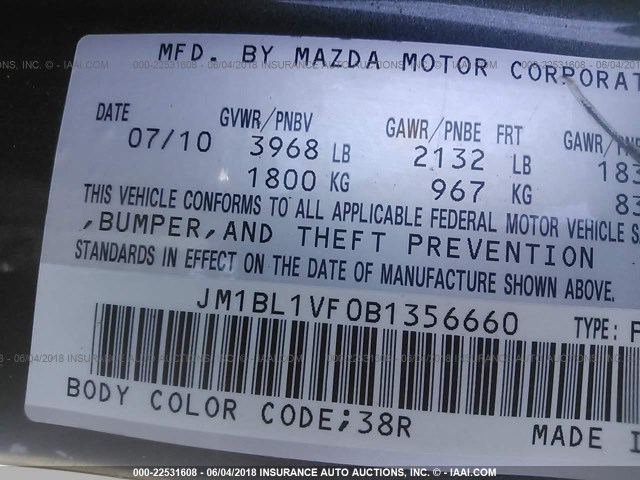 MFD. BY MAZDA MOTOR CORPORAT
DATE GVWR/PNBV GAWR/PNBE FRT GAWR/PNB
07/10 3968 LB 2132 LB 183
1800 KG 967 KG 83
THIS VEHICLE CONFORMS TO ALL APPLICABLE FEDERAL MOTOR VEHICLE S
,BUMPER,AND THEFT PREVENTION
STANDARDS IN EFFECT ON THE DATE OF MANUFACTURE SHOWN ABOVE.
JM1BL1VF0B1356660 TYPE:P
BODY COLOR CODE;38R MADE I
000-22531608 - 06/04/2018 INSURANCE AUTO AUCTIONS, INC. - © IAAI.COM